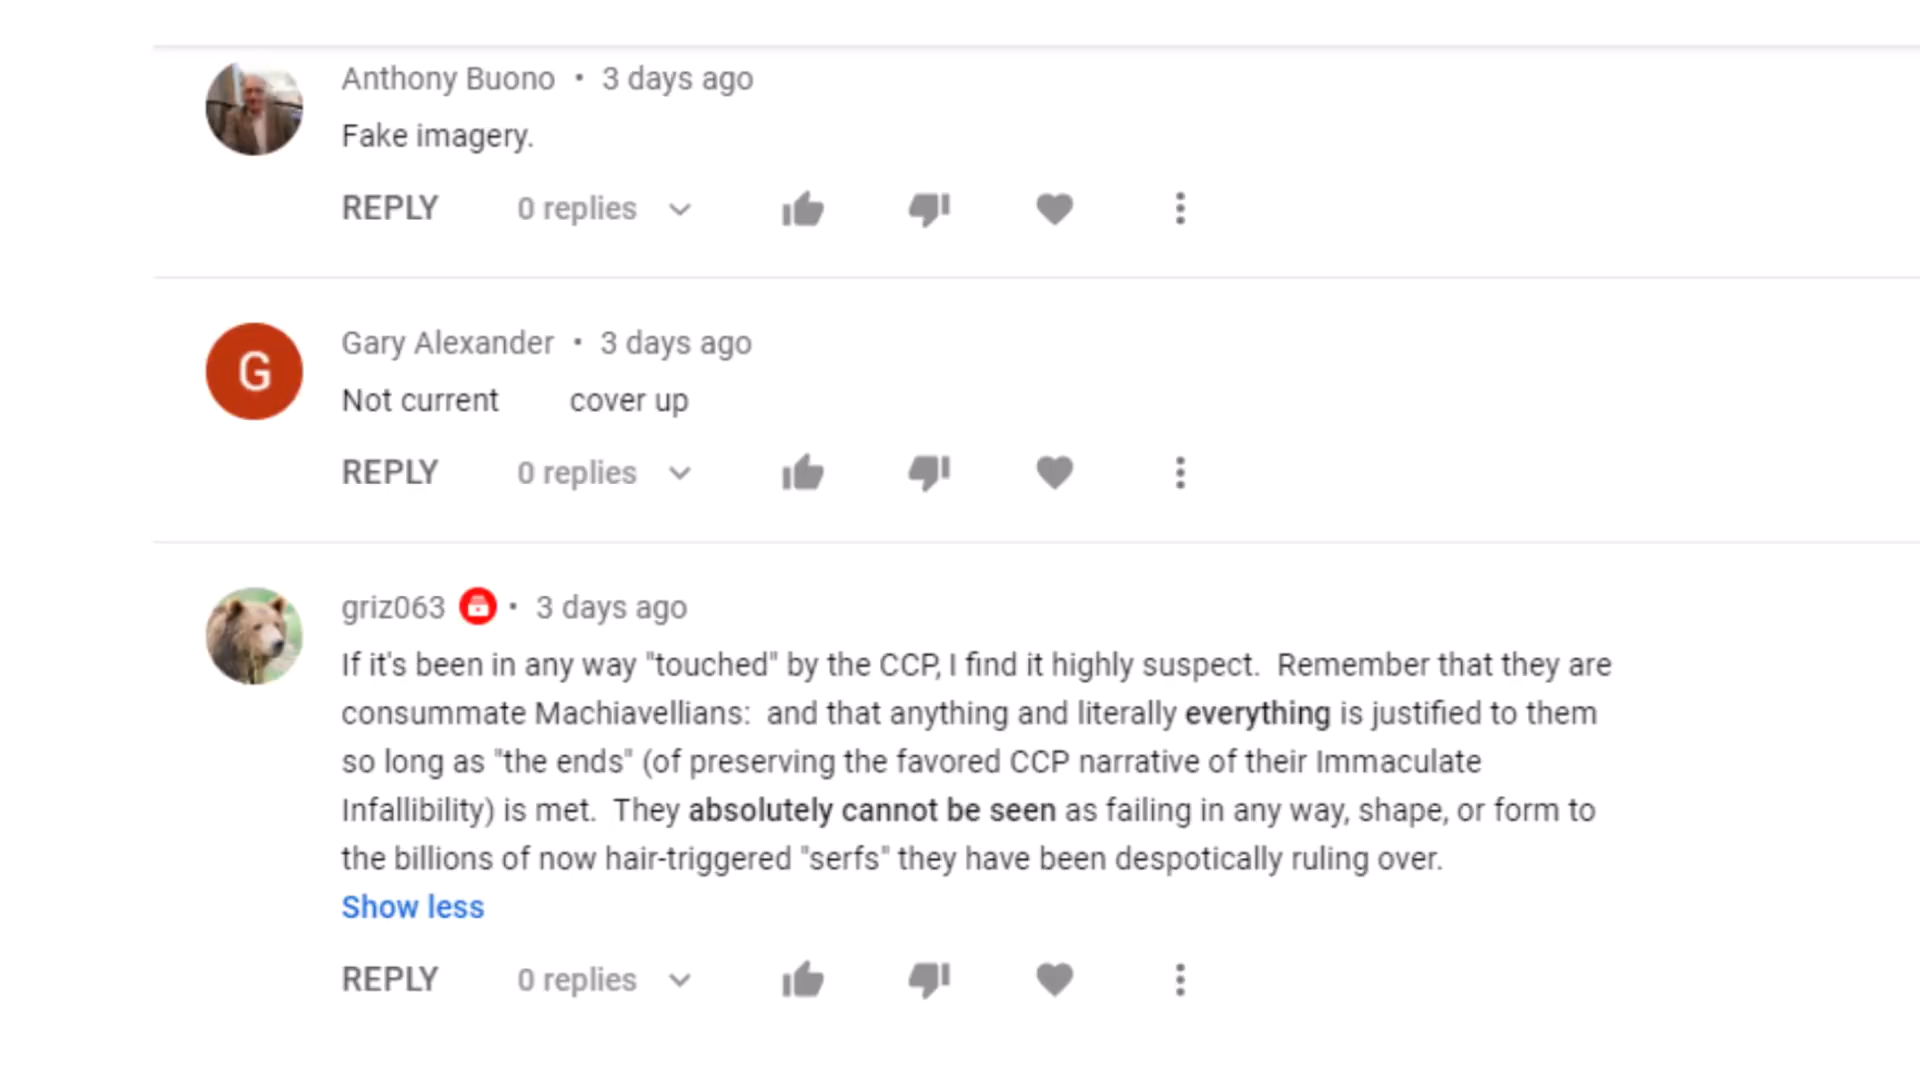 Anthony Buono • 3 days ago
Fake imagery.
REPLY 0 replies
G
Gary Alexander • 3 days ago
Not current cover up
REPLY 0 replies
griz063 • 3 days ago
If it's been in any way "touched" by the CCP, I find it highly suspect. Remember that they are
consummate Machiavellians: and that anything and literally everything is justified to them
so long as "the ends" (of preserving the favored CCP narrative of their Immaculate
Infallibility) is met. They absolutely cannot be seen as failing in any way, shape, or form to
the billions of now hair-triggered "serfs" they have been despotically ruling over.
Show less
REPLY 0 replies